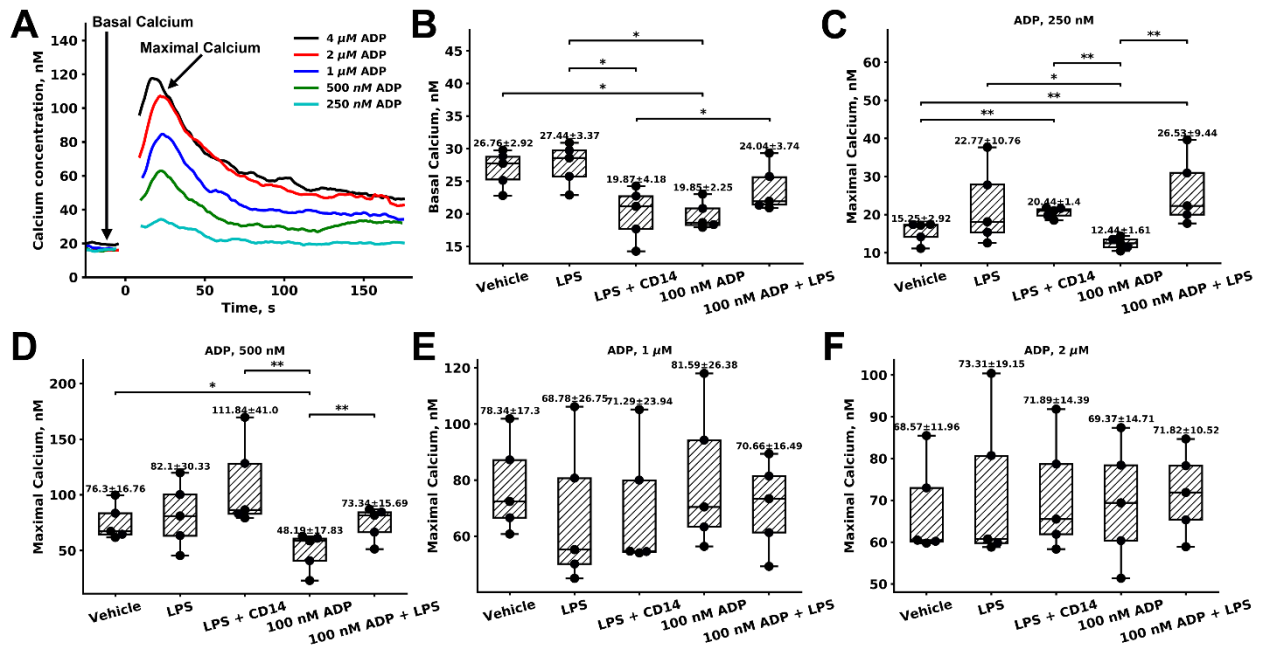 A
Basal Calcium
Maximal Calcium
4 μM ADP
2 μM ADP
1 μM ADP
500 nM ADP
250 nM ADP
Calcium concentration, nM
140
120
100
80
60
40
20
0
0
50
100
150
Time, s
B
Basal Calcium, nM
45
40
35
30
25
20
15
*
*
*
*
26.76±2.92
27.44±3.37
19.87±4.18
19.85±2.25
24.04±3.74
Vehicle
LPS
LPS + CD14
100 nM ADP
100 nM ADP + LPS
C
ADP, 250 nM
Maximal Calcium, nM
60
50
40
30
20
10
**
**
*
**
**
15.25±2.92
22.77±10.76
20.44±1.4
12.44±1.61
26.53±9.44
Vehicle
LPS
LPS + CD14
100 nM ADP
100 nM ADP + LPS
D
ADP, 500 nM
Maximal Calcium, nM
200
150
100
50
**
*
**
76.3±16.76
82.1±30.33
111.84±41.0
48.19±17.83
73.34±15.69
Vehicle
LPS
LPS + CD14
100 nM ADP
100 nM ADP + LPS
E
ADP, 1 μM
Maximal Calcium, nM
120
100
80
60
78.34±17.3
68.78±26.75
71.29±23.94
81.59±26.38
70.66±16.49
Vehicle
LPS
LPS + CD14
100 nM ADP
100 nM ADP + LPS
F
ADP, 2 μM
Maximal Calcium, nM
100
90
80
70
60
50
68.57±11.96
73.31±19.15
71.89±14.39
69.37±14.71
71.82±10.52
Vehicle
LPS
LPS + CD14
100 nM ADP
100 nM ADP + LPS